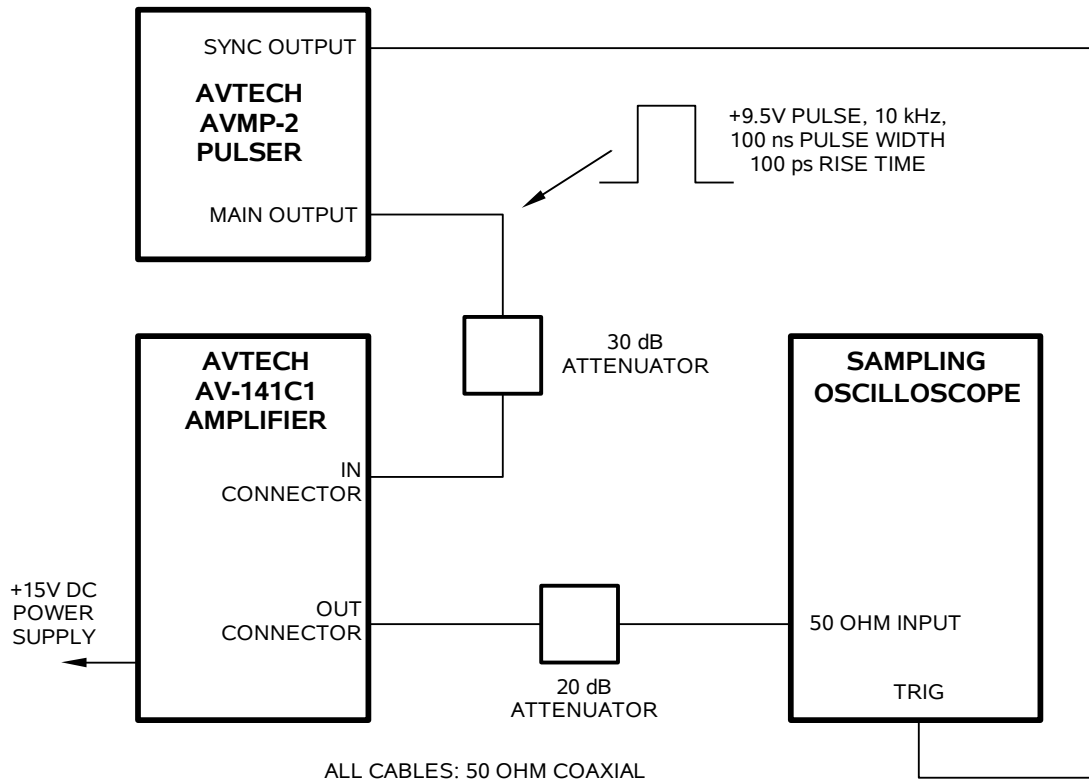 SYNC OUTPUT
AVTECH
AVMP-2
PULSER
MAIN OUTPUT
+9.5V PULSE, 10 kHz,
100 ns PULSE WIDTH
100 ps RISE TIME
30 dB
ATTENUATOR
AVTECH
AV-141C1
AMPLIFIER
IN
CONNECTOR
OUT
CONNECTOR
+15V DC
POWER
SUPPLY
20 dB
ATTENUATOR
SAMPLING
OSCILLOSCOPE
50 OHM INPUT
TRIG
ALL CABLES: 50 OHM COAXIAL